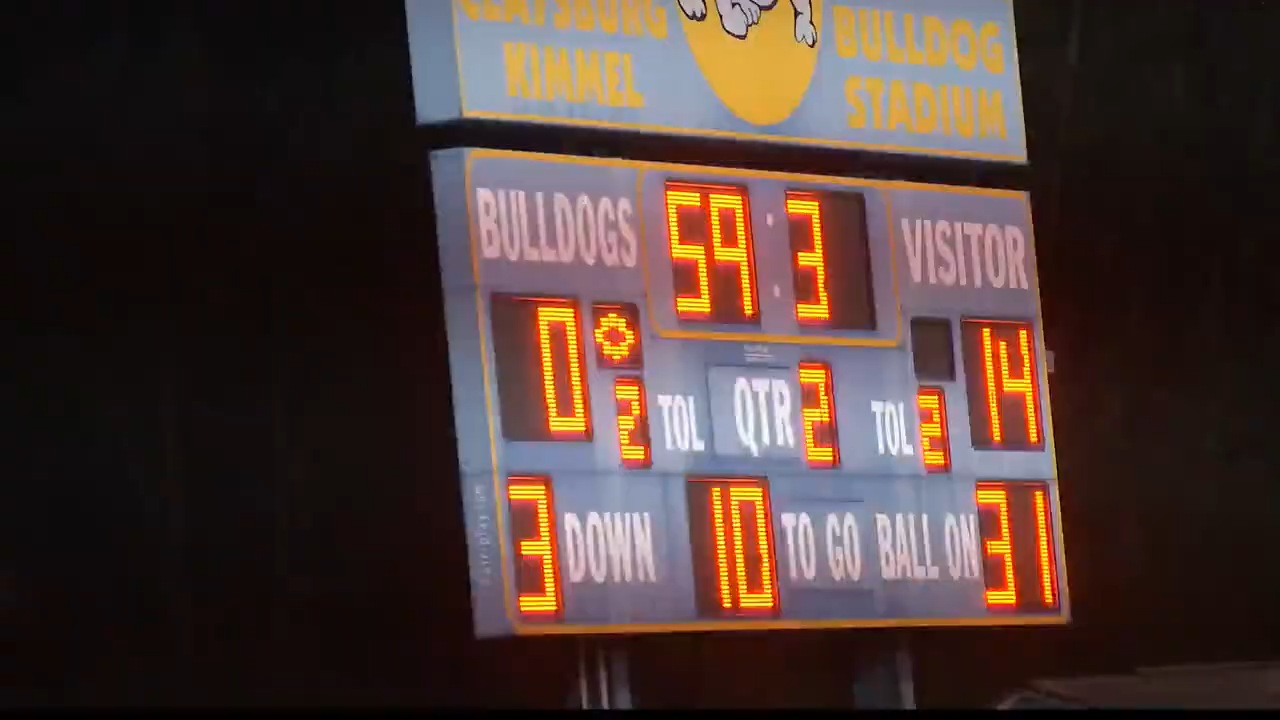 CLAYSBURG
KIMMEL
BULLDOG
STADIUM
BULLDOGS 59:3 VISITOR
0 14
2 TOL QTR 2 TOL 2
3 DOWN 10 TO GO BALL ON 31